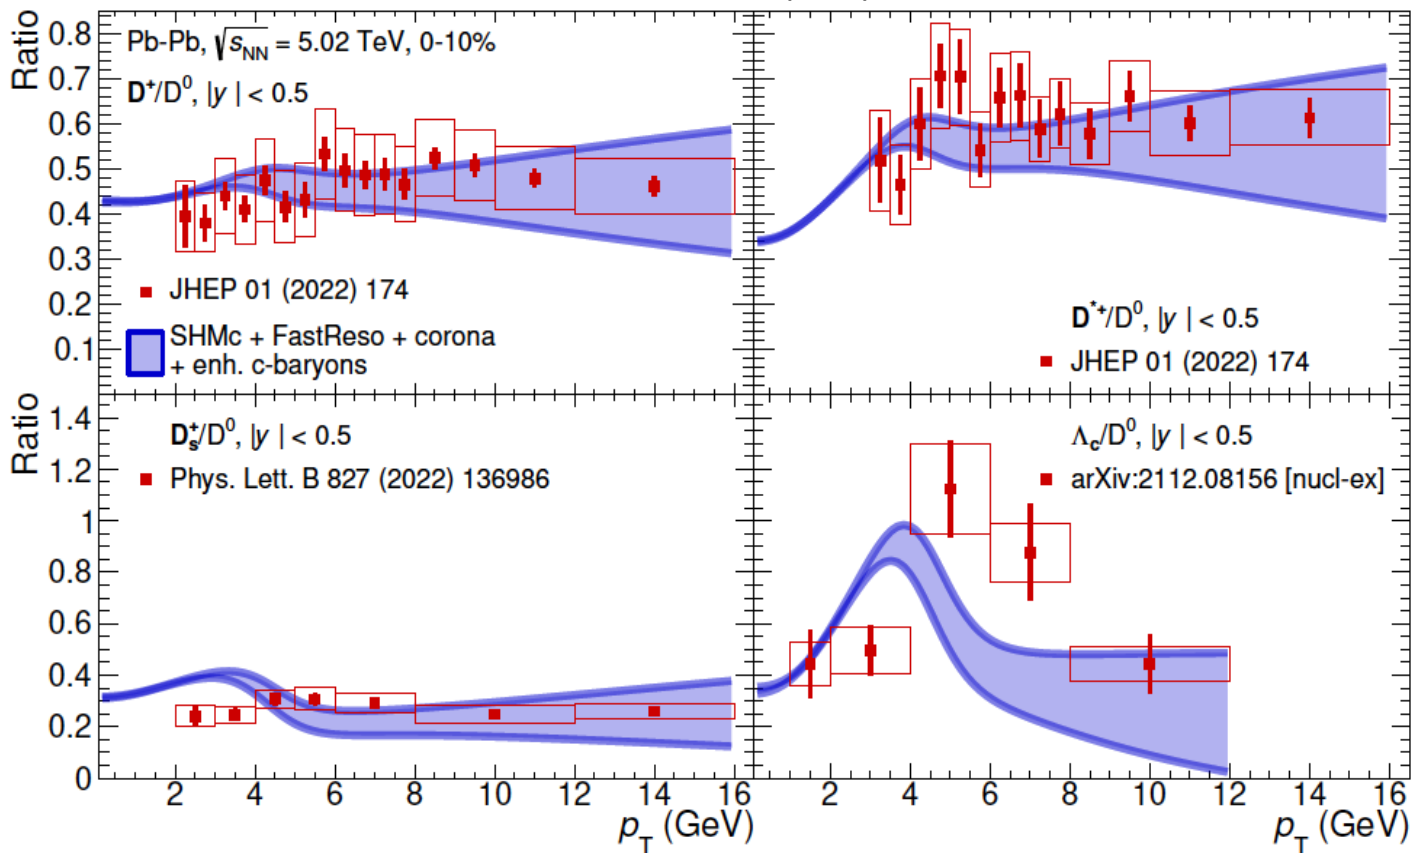 Ratio
0.8
0.7
0.6
0.5
0.4
0.3
0.2
0.1
Pb-Pb, √s_NN = 5.02 TeV, 0-10%
D⁺/D⁰, |y | < 0.5
JHEP 01 (2022) 174
SHMc + FastReso + corona
+ enh. c-baryons
D*⁺/D⁰, |y | < 0.5
JHEP 01 (2022) 174
Ratio
1.4
1.2
1
0.8
0.6
0.4
0.2
0
D_s⁺/D⁰, |y | < 0.5
Phys. Lett. B 827 (2022) 136986
Λ_c/D⁰, |y | < 0.5
arXiv:2112.08156 [nucl-ex]
2 4 6 8 10 12 14 16
p_T (GeV)
2 4 6 8 10 12 14 16
p_T (GeV)